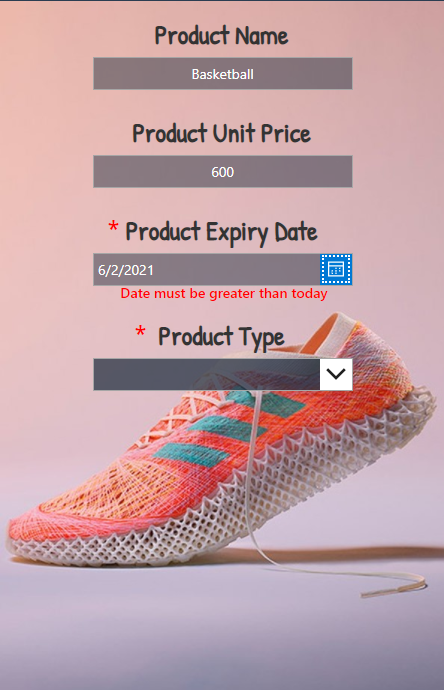 Product Name
Basketball
Product Unit Price
600
* Product Expiry Date
6/2/2021
Date must be greater than today
* Product Type